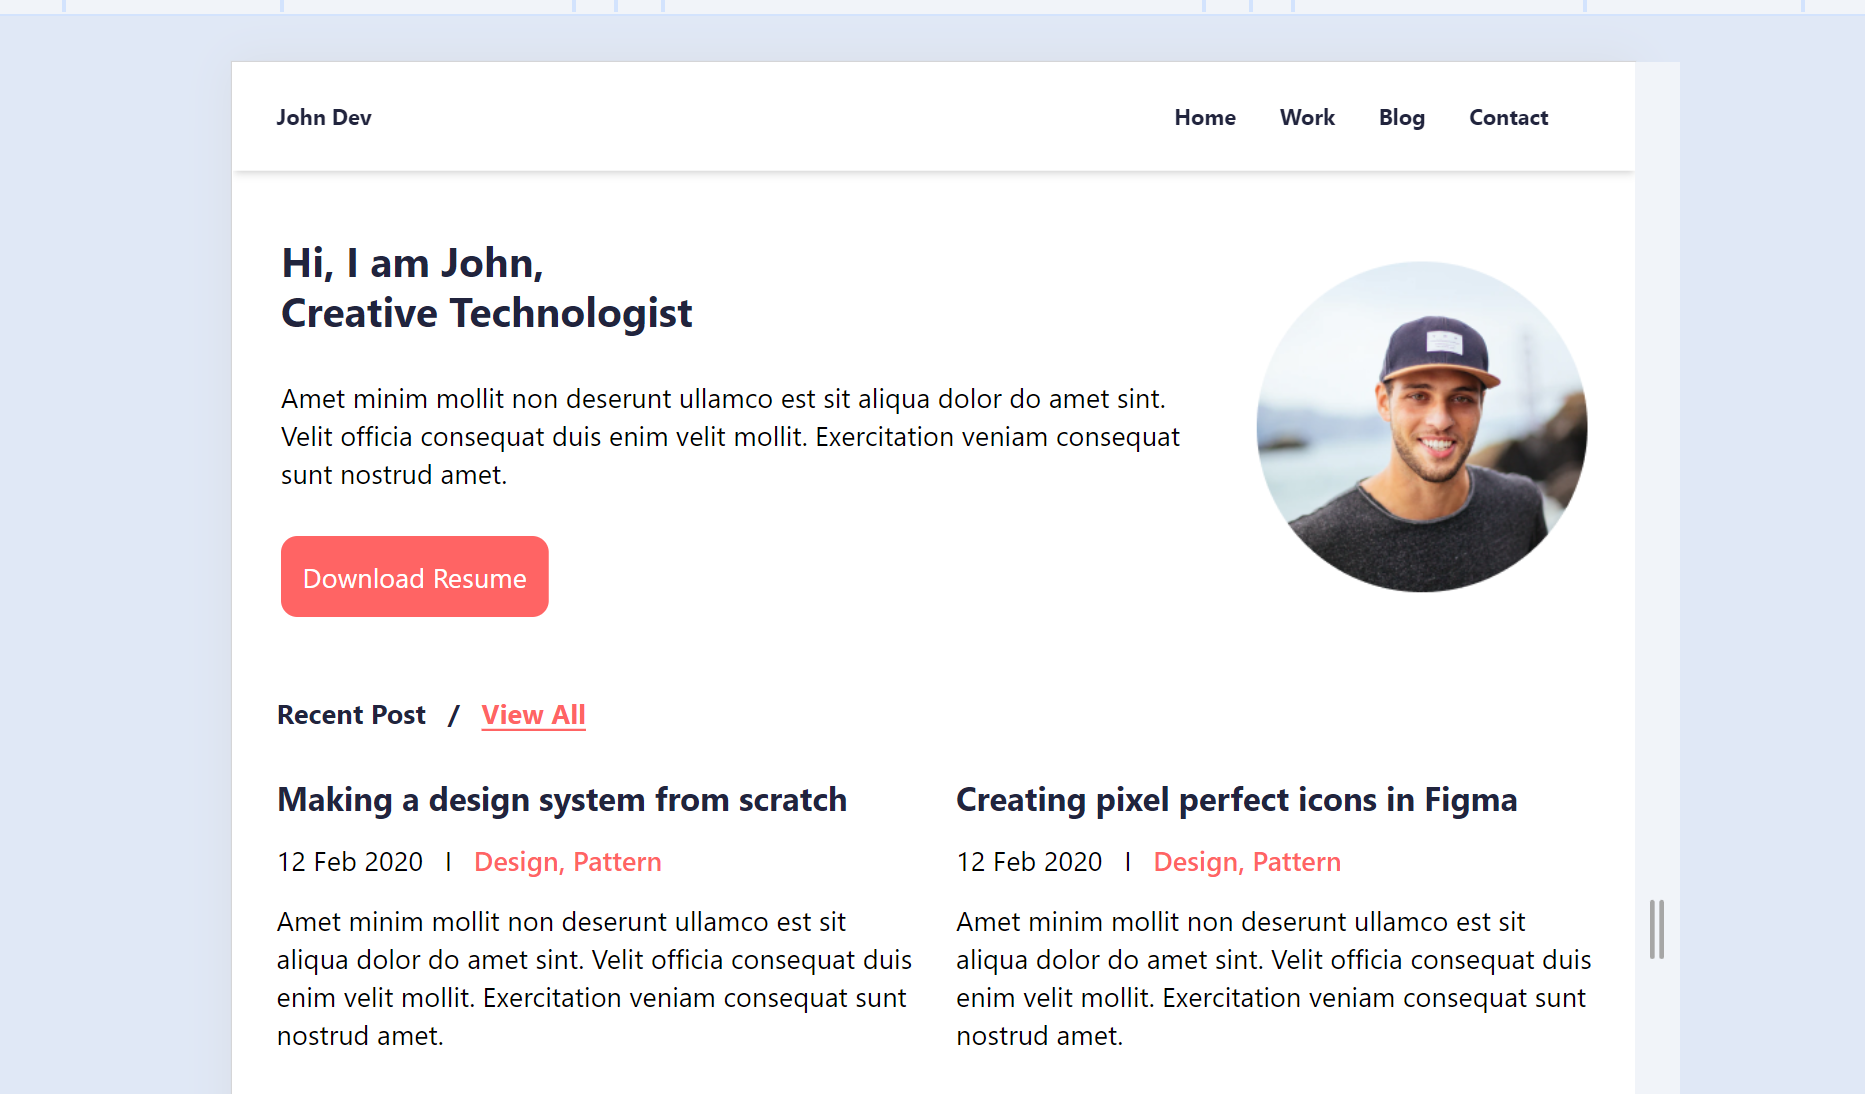 John Dev
Home Work Blog Contact
Hi, I am John,
Creative Technologist
Amet minim mollit non deserunt ullamco est sit aliqua dolor do amet sint.
Velit officia consequat duis enim velit mollit. Exercitation veniam consequat
sunt nostrud amet.
Download Resume
Recent Post / View All
Making a design system from scratch
12 Feb 2020 | Design, Pattern
Amet minim mollit non deserunt ullamco est sit
aliqua dolor do amet sint. Velit officia consequat duis
enim velit mollit. Exercitation veniam consequat sunt
nostrud amet.
Creating pixel perfect icons in Figma
12 Feb 2020 | Design, Pattern
Amet minim mollit non deserunt ullamco est sit
aliqua dolor do amet sint. Velit officia consequat duis
enim velit mollit. Exercitation veniam consequat sunt
nostrud amet.